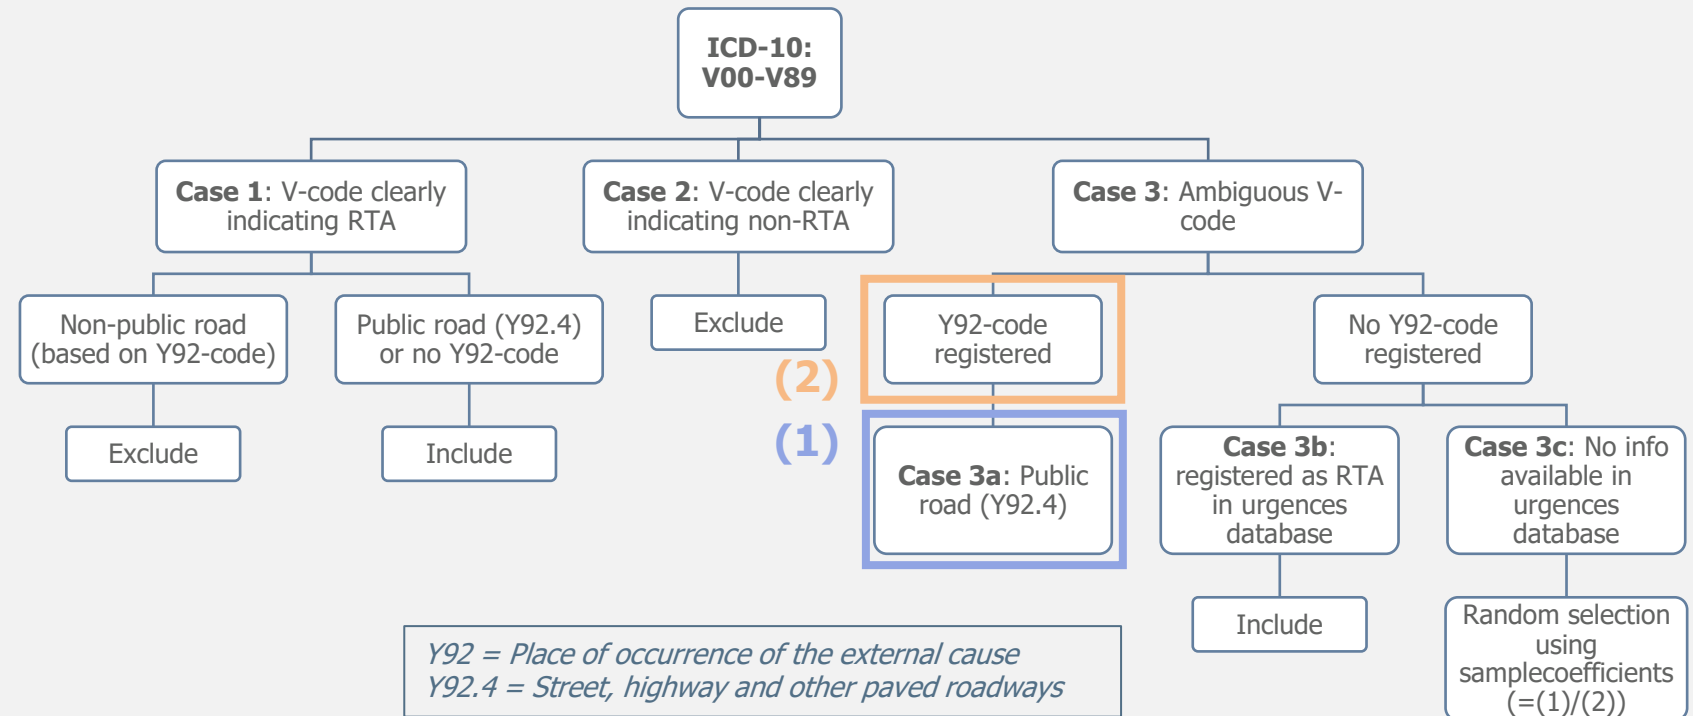 ICD-10:
V00-V89
Case 1: V-code clearly
indicating RTA
Case 2: V-code clearly
indicating non-RTA
Case 3: Ambiguous V-
code
Non-public road
(based on Y92-code)
Public road (Y92.4)
or no Y92-code
Exclude
Y92-code
registered
No Y92-code
registered
(2)
(1)
Exclude
Include
Case 3a: Public
road (Y92.4)
Case 3b:
registered as RTA
in urgences
database
Case 3c: No info
available in
urgences
database
Include
Random selection
using
samplecoefficients
(=(1)/(2))
Y92 = Place of occurrence of the external cause
Y92.4 = Street, highway and other paved roadways